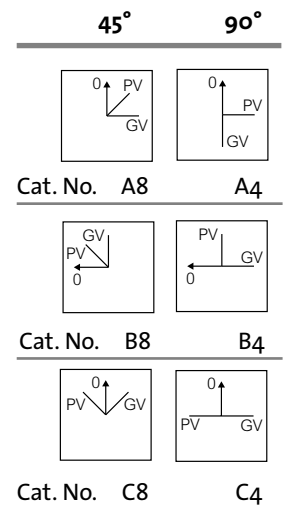 45° 90°
0 PV 0
GV PV
GV
Cat. No. A8 A4
GV PV
PV GV
0 0
Cat. No. B8 B4
0 0
PV GV PV GV
Cat. No. C8 C4